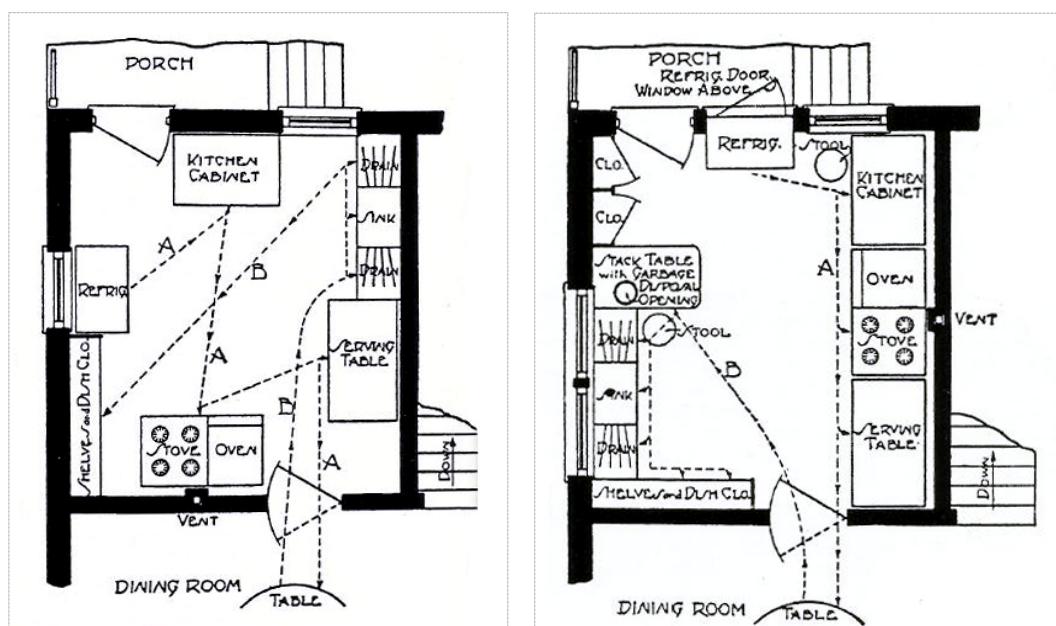 PORCH
KITCHEN
CABINET
DRAIN
SINK
DRAIN
A
B
REFRIG.
A
SERVING
TABLE
SHELVES AND DISH CLO.
B
STOVE
OVEN
A
DOWN
VENT
DINING ROOM
TABLE
PORCH
REFRIG. DOOR
WINDOW ABOVE
REFRIG.
STOOL
CLO.
KITCHEN
CABINET
CLO.
STACK TABLE
WITH GARBAGE
DISPOSAL
OPENING
A
OVEN
VENT
DRAIN
STOOL
STOVE
B
SINK
DRAIN
SERVING
TABLE
DOWN
SHELVES AND DISH CLO.
DINING ROOM
TABLE